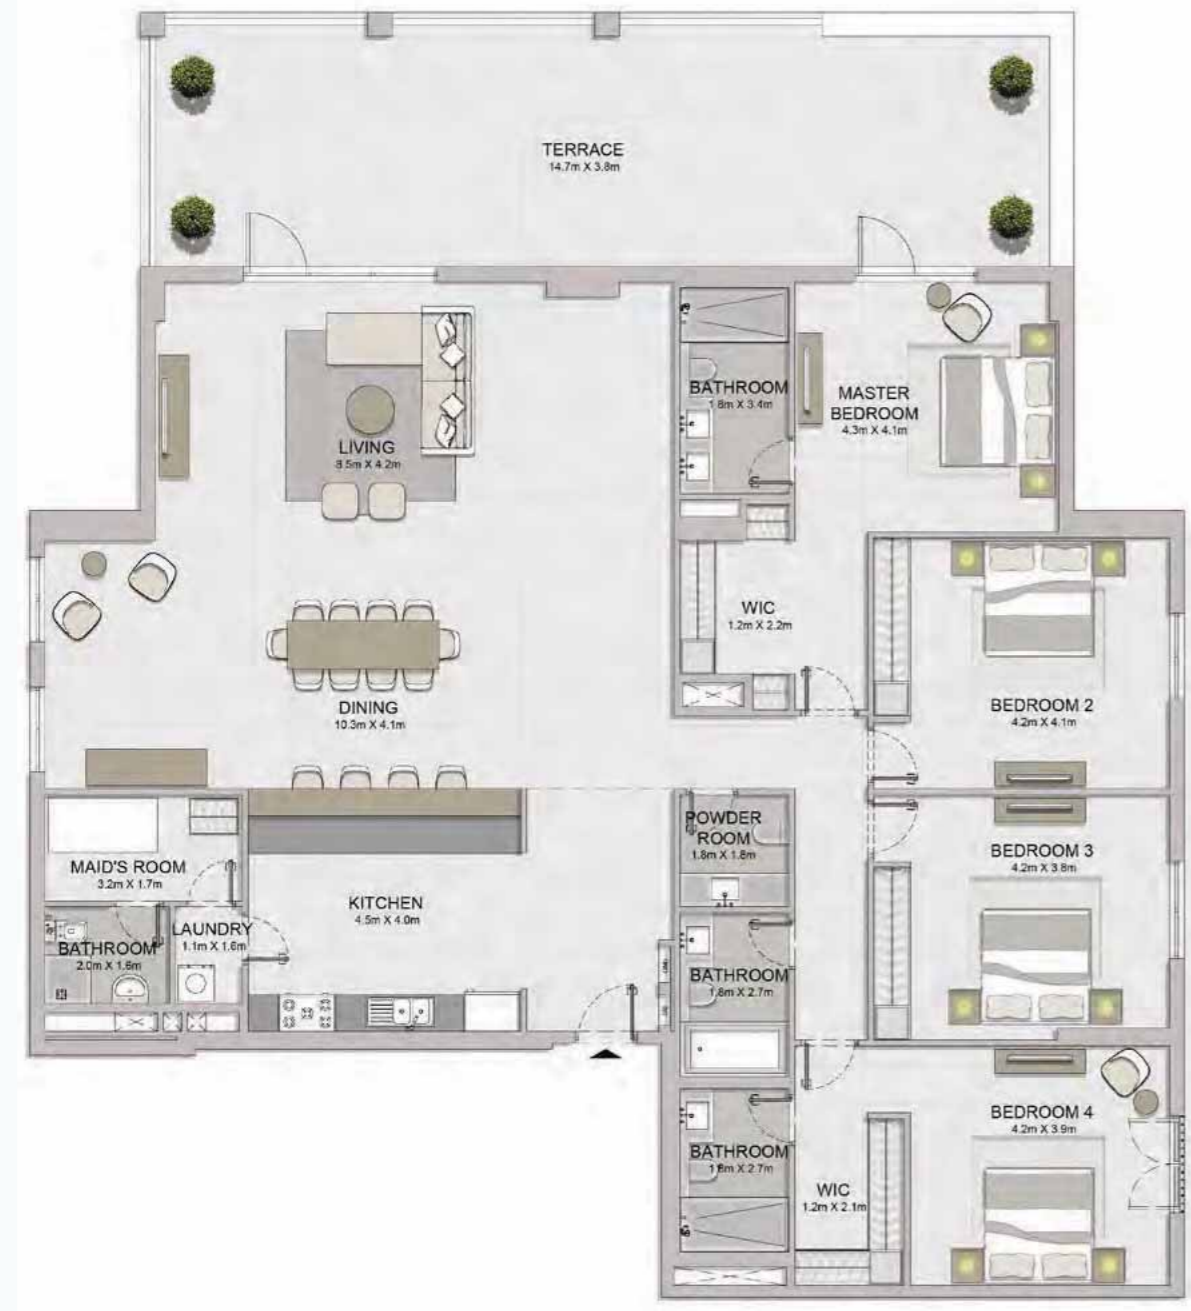 TERRACE
14.7m X 3.8m
BATHROOM
1.8m X 3.4m
MASTER
BEDROOM
4.3m X 4.1m
LIVING
8.5m X 4.2m
WIC
1.2m X 2.2m
DINING
10.3m X 4.1m
BEDROOM 2
4.2m X 4.1m
POWDER
ROOM
1.8m X 1.8m
BEDROOM 3
4.2m X 3.8m
MAID'S ROOM
3.2m X 1.7m
KITCHEN
4.5m X 4.0m
LAUNDRY
1.1m X 1.6m
BATHROOM
2.0m X 1.6m
BATHROOM
1.8m X 2.7m
BEDROOM 4
4.2m X 3.9m
BATHROOM
1.8m X 2.7m
WIC
1.2m X 2.1m